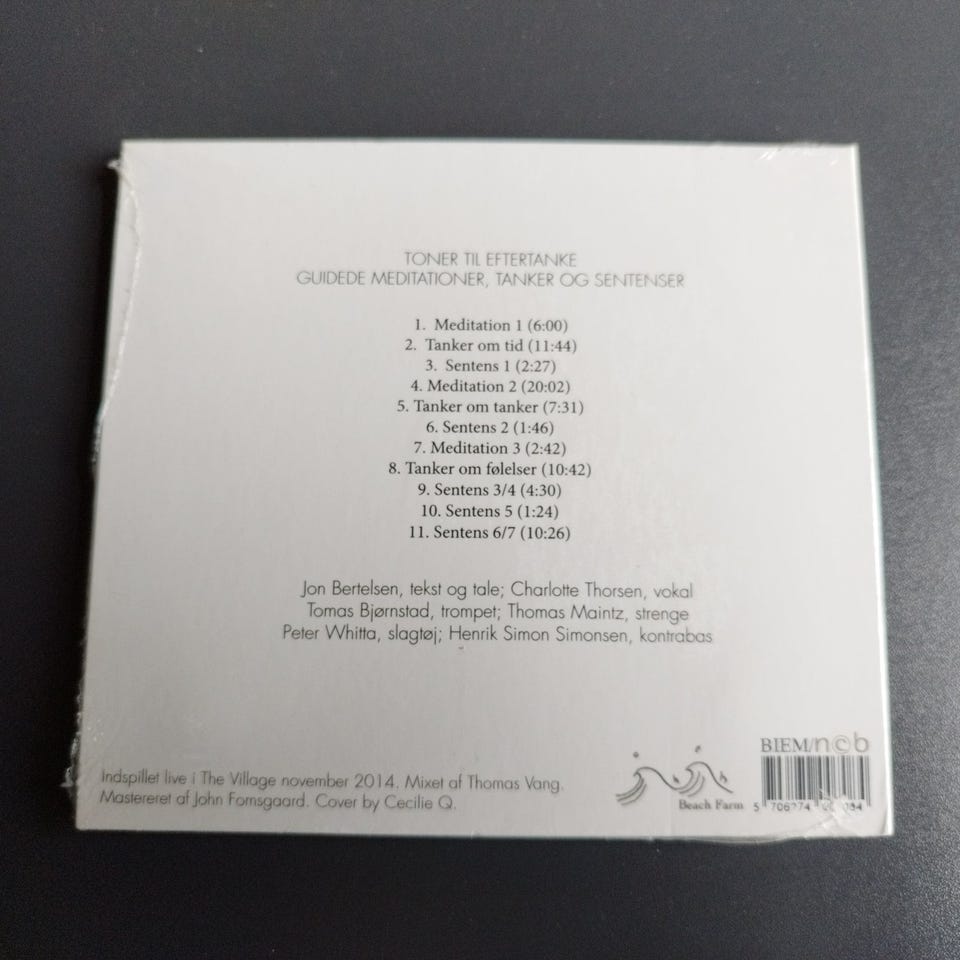 TONER TIL EFTERTANKE
GUIDEDE MEDITATIONER, TANKER OG SENTENSER
1. Meditation 1 (6:00)
2. Tanker om tid (11:44)
3. Sentens 1 (2:27)
4. Meditation 2 (20:02)
5. Tanker om tanker (7:31)
6. Sentens 2 (1:46)
7. Meditation 3 (2:42)
8. Tanker om følelser (10:42)
9. Sentens 3/4 (4:30)
10. Sentens 5 (1:24)
11. Sentens 6/7 (10:26)
Jon Bertelsen, tekst og tale; Charlotte Thorsen, vokal
Tomas Bjørnstad, trompet; Thomas Maintz, strenge
Peter Whitta, slagtøj; Henrik Simon Simonsen, kontrabas
Indspillet live i The Village november 2014. Mixet af Thomas Vang.
Mastereret af John Fomsgaard. Cover by Cecilie Q.
Beach Farm
BIEM/n©b
5 706274